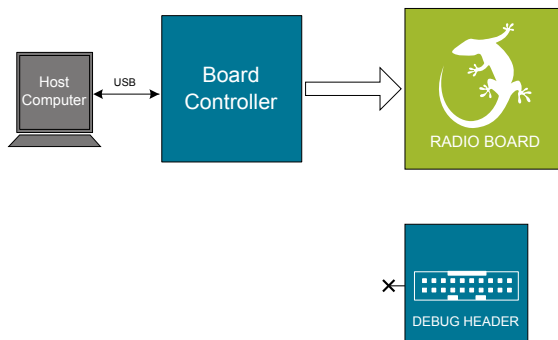 Host
Computer
USB
Board
Controller
RADIO BOARD
DEBUG HEADER